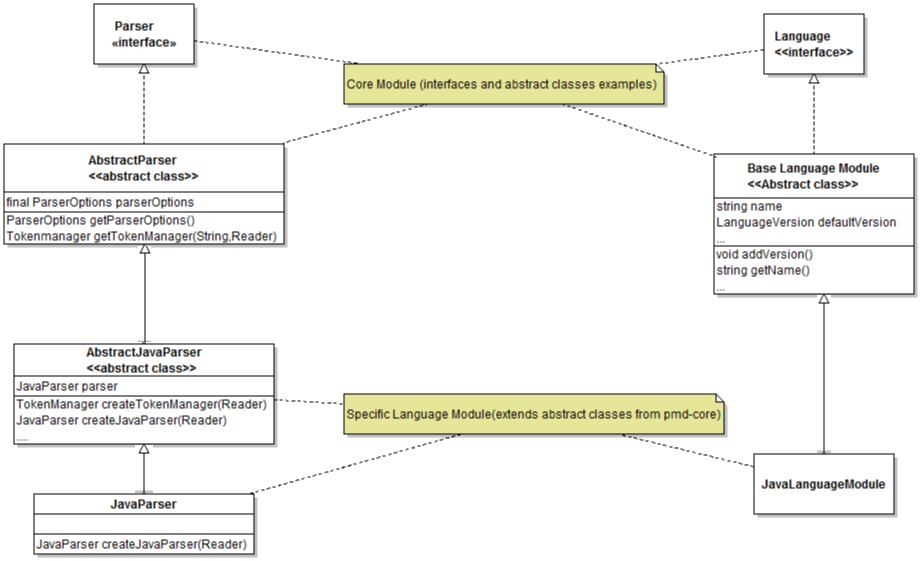 Parser
«interface»
Language
<<interface>>
Core Module (interfaces and abstract classes examples)
AbstractParser
<<abstract class>>
final ParserOptions parserOptions
ParserOptions getParserOptions()
Tokenmanager getTokenManager(String,Reader)
Base Language Module
<<Abstract class>>
string name
LanguageVersion defaultVersion
...
void addVersion()
string getName()
...
AbstractJavaParser
<<abstract class>>
JavaParser parser
TokenManager createTokenManager(Reader)
JavaParser createJavaParser(Reader)
....
Specific Language Module(extends abstract classes from pmd-core)
JavaParser
JavaParser createJavaParser(Reader)
JavaLanguageModule